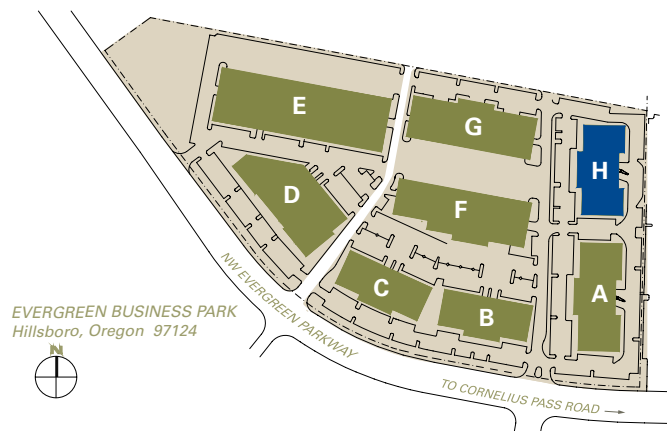 E
G
H
D
F
A
C
B
NW EVERGREEN PARKWAY
EVERGREEN BUSINESS PARK
Hillsboro, Oregon 97124
N
TO CORNELIUS PASS ROAD →